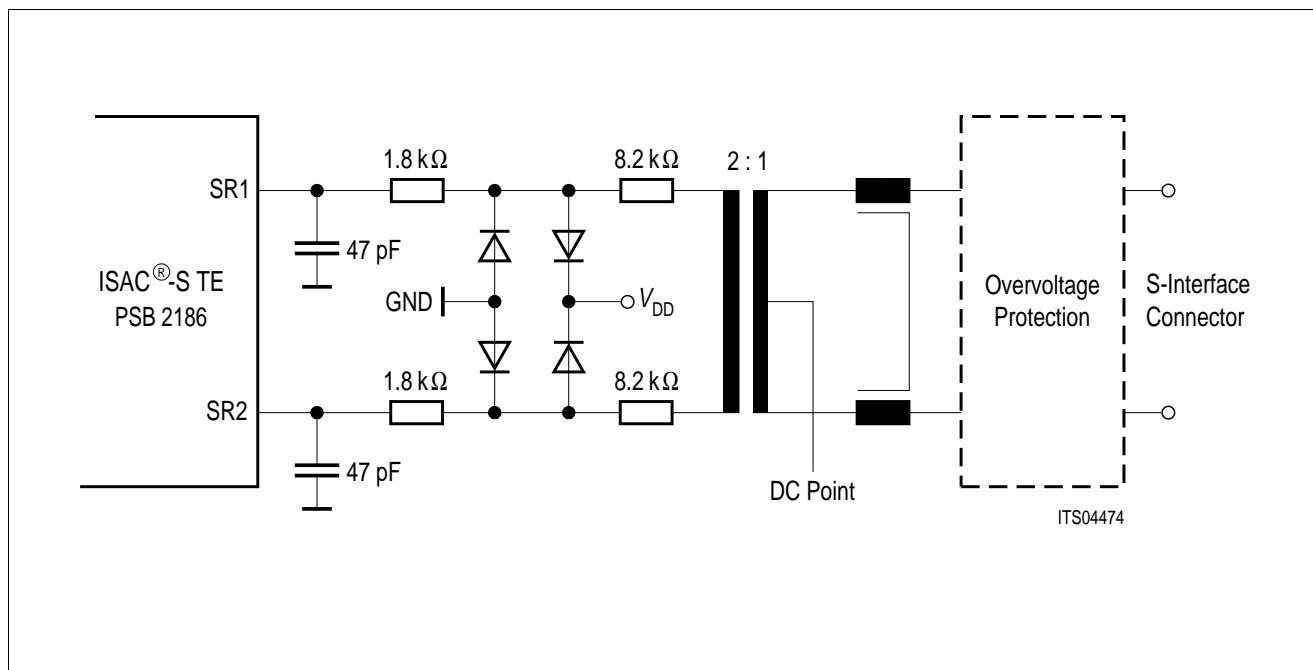 1.8 kΩ
8.2 kΩ
2 : 1
SR1
47 pF
ISAC®-S TE
PSB 2186
GND
VDD
Overvoltage
Protection
S-Interface
Connector
1.8 kΩ
8.2 kΩ
SR2
47 pF
DC Point
ITS04474